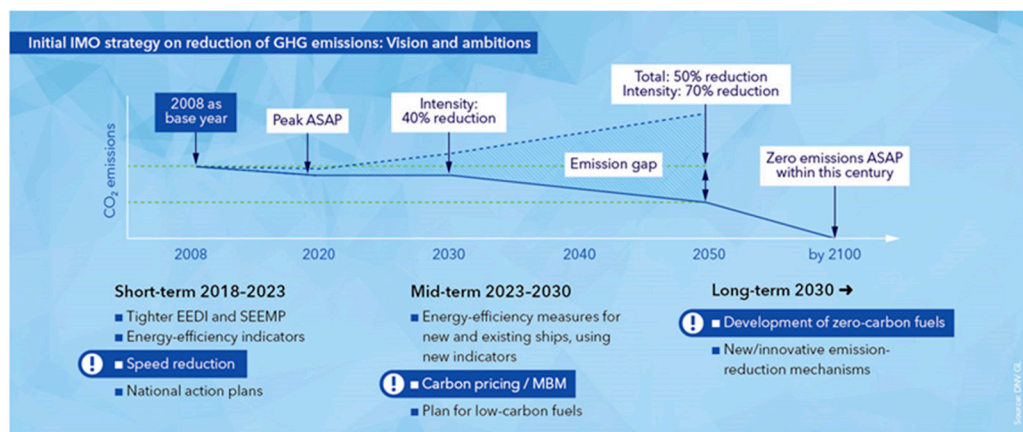 Initial IMO strategy on reduction of GHG emissions: Vision and ambitions
Total: 50% reduction
Intensity: 70% reduction
2008 as
base year
Peak ASAP
Intensity:
40% reduction
Emission gap
Zero emissions ASAP
within this century
CO₂ emissions
2008
2020
2030
2040
2050
by 2100
Short-term 2018–2023
■ Tighter EEDI and SEEMP
■ Energy-efficiency indicators
! ■ Speed reduction
■ National action plans
Mid-term 2023–2030
■ Energy-efficiency measures for
new and existing ships, using
new indicators
! ■ Carbon pricing / MBM
■ Plan for low-carbon fuels
Long-term 2030 ➔
! ■ Development of zero-carbon fuels
■ New/innovative emission-
reduction mechanisms
Source: DNV GL